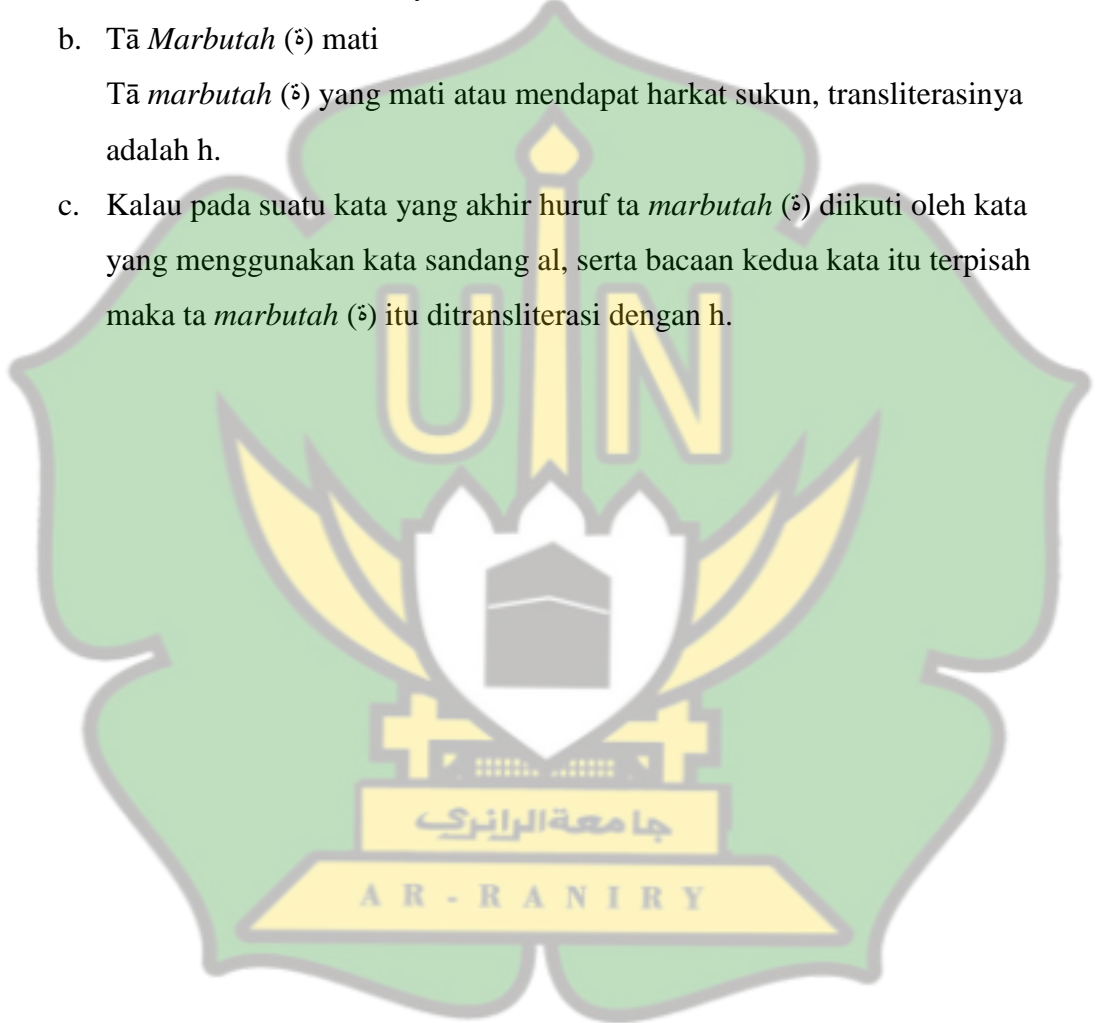 b. Tā Marbutah (ة) mati
Tā marbutah (ة) yang mati atau mendapat harkat sukun, transliterasinya
adalah h.
c. Kalau pada suatu kata yang akhir huruf ta marbutah (ة) diikuti oleh kata
yang menggunakan kata sandang al, serta bacaan kedua kata itu terpisah
maka ta marbutah (ة) itu ditransliterasi dengan h.
UIN
جامعة الرانري
AR-RANIRY